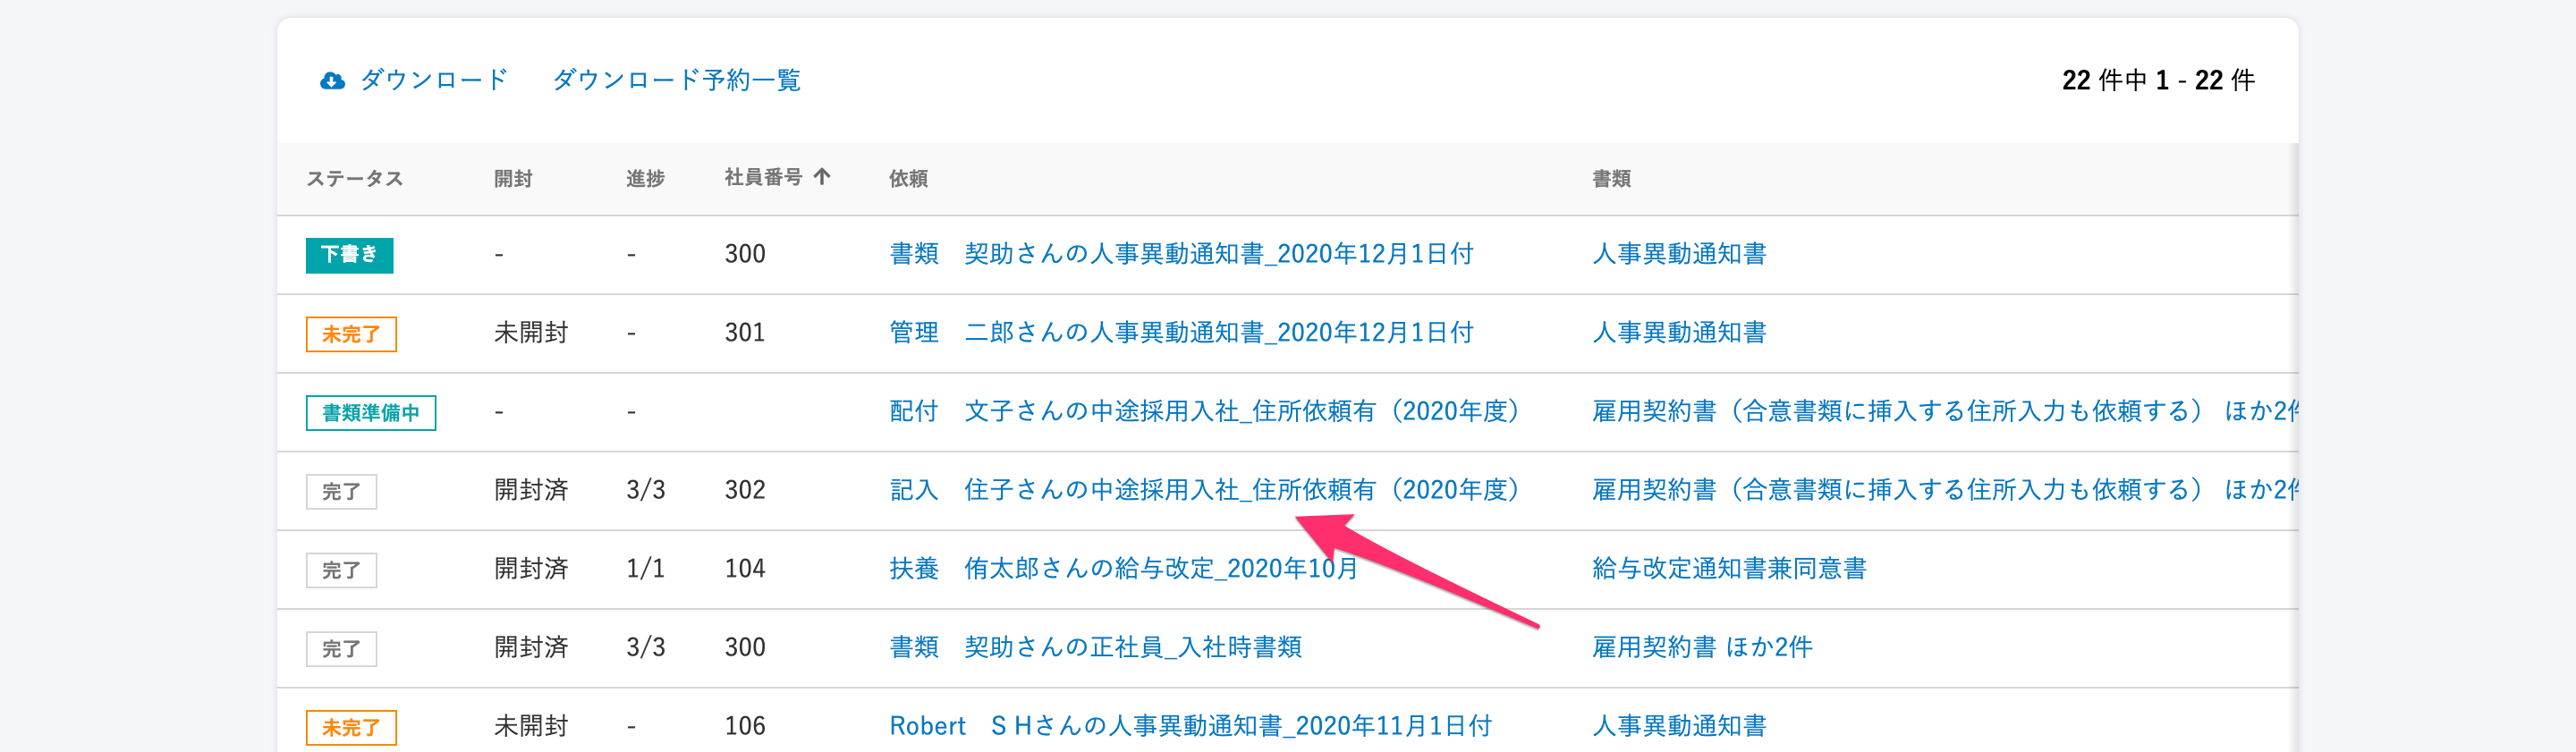 ダウンロード ダウンロード予約一覧 22 件中 1 - 22 件
ステータス 開封 進捗 社員番号 ↑ 依頼 書類
下書き - - 300 書類　契助さんの人事異動通知書_2020年12月1日付 人事異動通知書
未完了 未開封 - 301 管理　二郎さんの人事異動通知書_2020年12月1日付 人事異動通知書
書類準備中 - - 配付　文子さんの中途採用入社_住所依頼有（2020年度） 雇用契約書（合意書類に挿入する住所入力も依頼する） ほか2件
完了 開封済 3/3 302 記入　住子さんの中途採用入社_住所依頼有（2020年度） 雇用契約書（合意書類に挿入する住所入力も依頼する） ほか2件
完了 開封済 1/1 104 扶養　侑太郎さんの給与改定_2020年10月 給与改定通知書兼同意書
完了 開封済 3/3 300 書類　契助さんの正社員_入社時書類 雇用契約書 ほか2件
未完了 未開封 - 106 Robert　S Hさんの人事異動通知書_2020年11月1日付 人事異動通知書